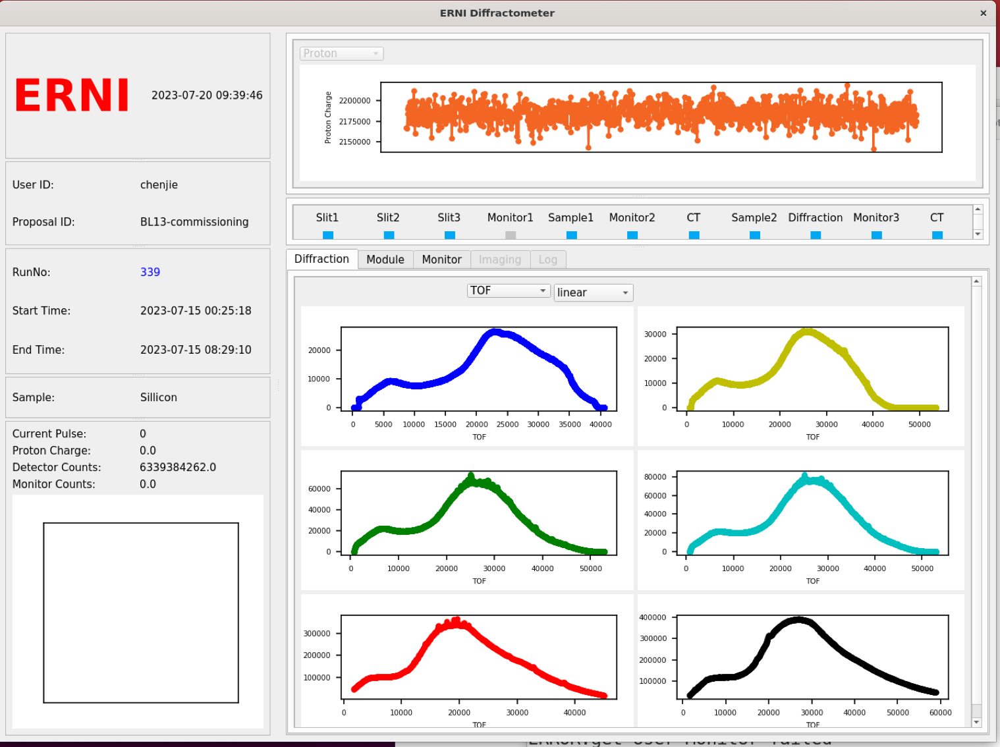 ERNI Diffractometer
×
ERNI
2023-07-20 09:39:46
User ID: chenjie
Proposal ID: BL13-commissioning
RunNo: 339
Start Time: 2023-07-15 00:25:18
End Time: 2023-07-15 08:29:10
Sample: Sillicon
Current Pulse: 0
Proton Charge: 0.0
Detector Counts: 6339384262.0
Monitor Counts: 0.0
Proton
Proton Charge
2200000
2175000
2150000
Slit1 Slit2 Slit3 Monitor1 Sample1 Monitor2 CT Sample2 Diffraction Monitor3 CT
Diffraction Module Monitor Imaging Log
TOF linear
20000
10000
0
0 5000 10000 15000 20000 25000 30000 35000 40000
TOF
30000
20000
10000
0
0 10000 20000 30000 40000 50000
TOF
60000
40000
20000
0
0 10000 20000 30000 40000 50000
TOF
80000
60000
40000
20000
0
0 10000 20000 30000 40000 50000
TOF
300000
200000
100000
0 10000 20000 30000 40000
TOF
400000
300000
200000
100000
0 10000 20000 30000 40000 50000 60000
TOF
ERROR:get User Monitor failed